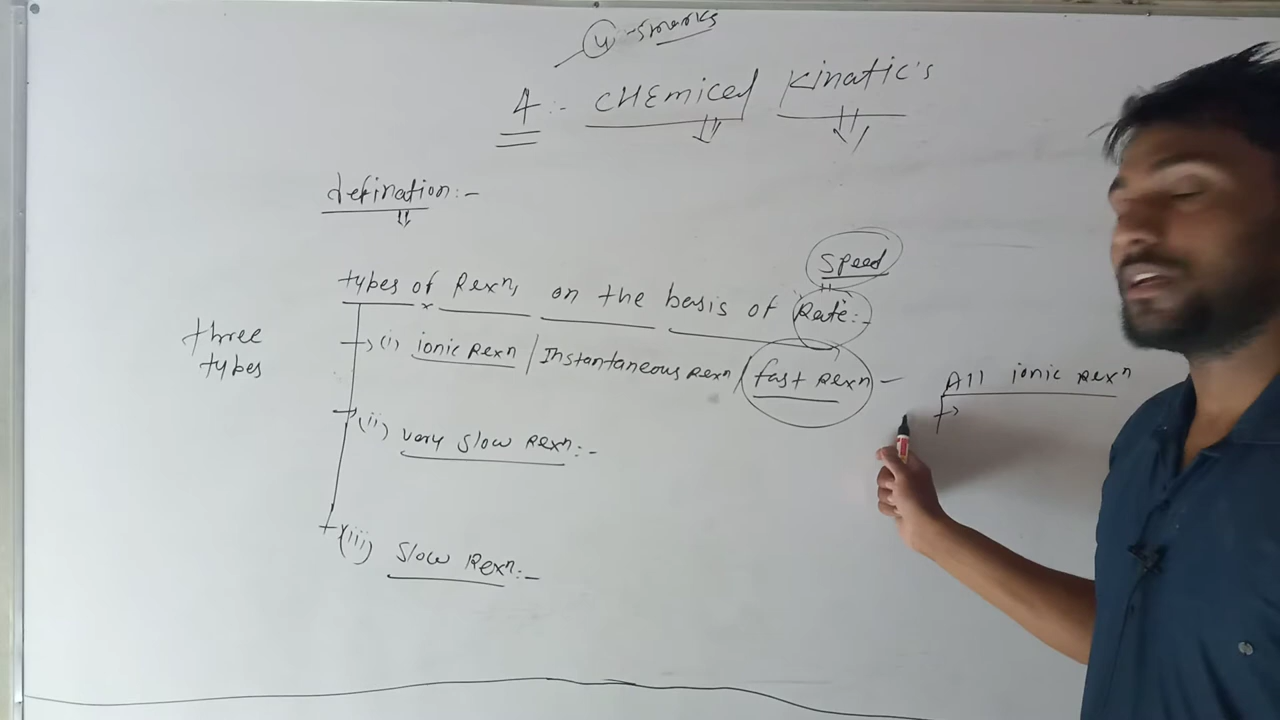 4 -5marks
4:- CHEmical kinatic's
defination:-
Speed
types of Rexn, on the basis of Rate:-
three types
(i) ionic Rexn / Instantaneous Rexn / fast Rexn -
All ionic Rexn
(ii) very slow Rexn:-
(iii) Slow Rexn:-